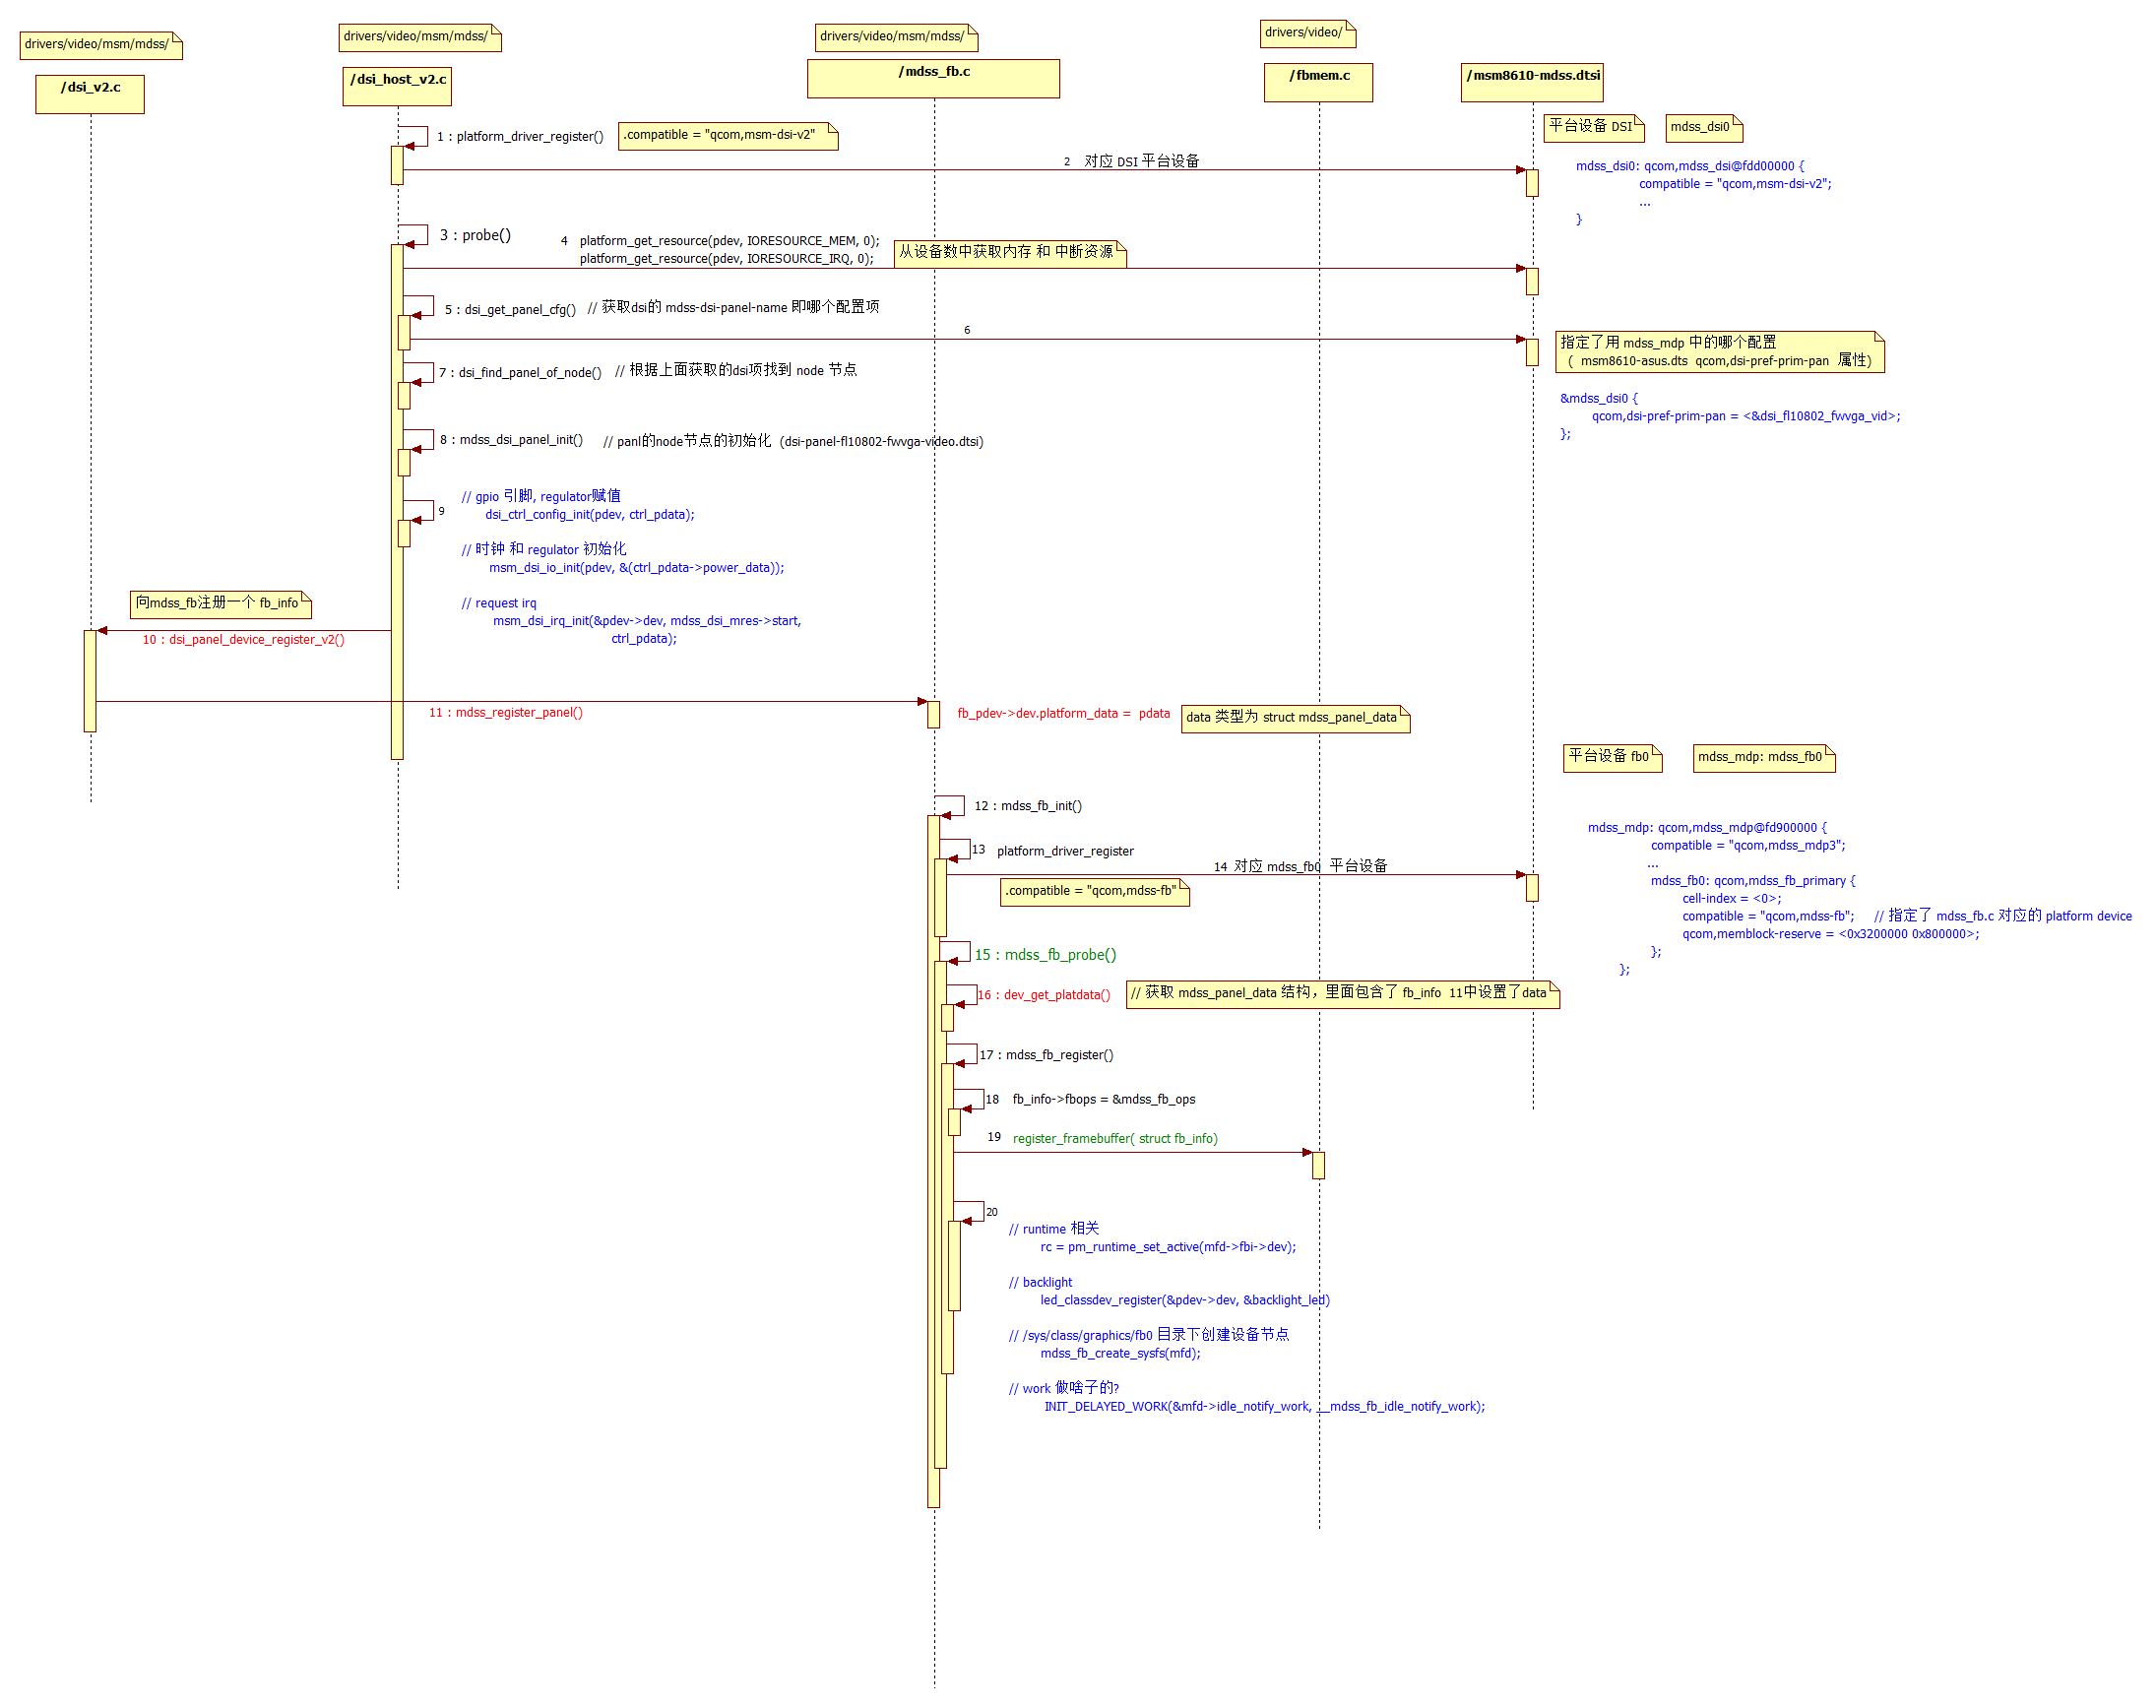 drivers/video/msm/mdss/
drivers/video/msm/mdss/
drivers/video/msm/mdss/
drivers/video/
/dsi_v2.c
/dsi_host_v2.c
/mdss_fb.c
/fbmem.c
/msm8610-mdss.dtsi
1 : platform_driver_register()
.compatible = "qcom,msm-dsi-v2"
平台设备 DSI
mdss_dsi0
2 对应 DSI 平台设备
mdss_dsi0: qcom,mdss_dsi@fdd00000 {
compatible = "qcom,msm-dsi-v2";
...
}
3 : probe()
4 platform_get_resource(pdev, IORESOURCE_MEM, 0);
platform_get_resource(pdev, IORESOURCE_IRQ, 0);
从设备数中获取内存 和 中断资源
5 : dsi_get_panel_cfg() // 获取dsi的 mdss-dsi-panel-name 即哪个配置项
6
指定了用 mdss_mdp 中的哪个配置
( msm8610-asus.dts qcom,dsi-pref-prim-pan 属性)
7 : dsi_find_panel_of_node() // 根据上面获取的dsi项找到 node 节点
&mdss_dsi0 {
qcom,dsi-pref-prim-pan = <&dsi_fl10802_fwvga_vid>;
};
8 : mdss_dsi_panel_init() // panl的node节点的初始化 (dsi-panel-fl10802-fwvga-video.dtsi)
9
// gpio 引脚, regulator赋值
dsi_ctrl_config_init(pdev, ctrl_pdata);
// 时钟 和 regulator 初始化
msm_dsi_io_init(pdev, &(ctrl_pdata->power_data));
// request irq
msm_dsi_irq_init(&pdev->dev, mdss_dsi_mres->start,
ctrl_pdata);
向mdss_fb注册一个 fb_info
10 : dsi_panel_device_register_v2()
11 : mdss_register_panel()
fb_pdev->dev.platform_data = pdata
data 类型为 struct mdss_panel_data
平台设备 fb0
mdss_mdp: mdss_fb0
12 : mdss_fb_init()
13 platform_driver_register
14 对应 mdss_fb0 平台设备
.compatible = "qcom,mdss-fb"
mdss_mdp: qcom,mdss_mdp@fd900000 {
compatible = "qcom,mdss_mdp3";
...
mdss_fb0: qcom,mdss_fb_primary {
cell-index = <0>;
compatible = "qcom,mdss-fb"; // 指定了 mdss_fb.c 对应的 platform device
qcom,memblock-reserve = <0x3200000 0x800000>;
};
};
15 : mdss_fb_probe()
16 : dev_get_platdata()
// 获取 mdss_panel_data 结构，里面包含了 fb_info 11中设置了data
17 : mdss_fb_register()
18 fb_info->fbops = &mdss_fb_ops
19 register_framebuffer( struct fb_info)
20
// runtime 相关
rc = pm_runtime_set_active(mfd->fbi->dev);
// backlight
led_classdev_register(&pdev->dev, &backlight_led)
// /sys/class/graphics/fb0 目录下创建设备节点
mdss_fb_create_sysfs(mfd);
// work 做啥子的?
INIT_DELAYED_WORK(&mfd->idle_notify_work, __mdss_fb_idle_notify_work);